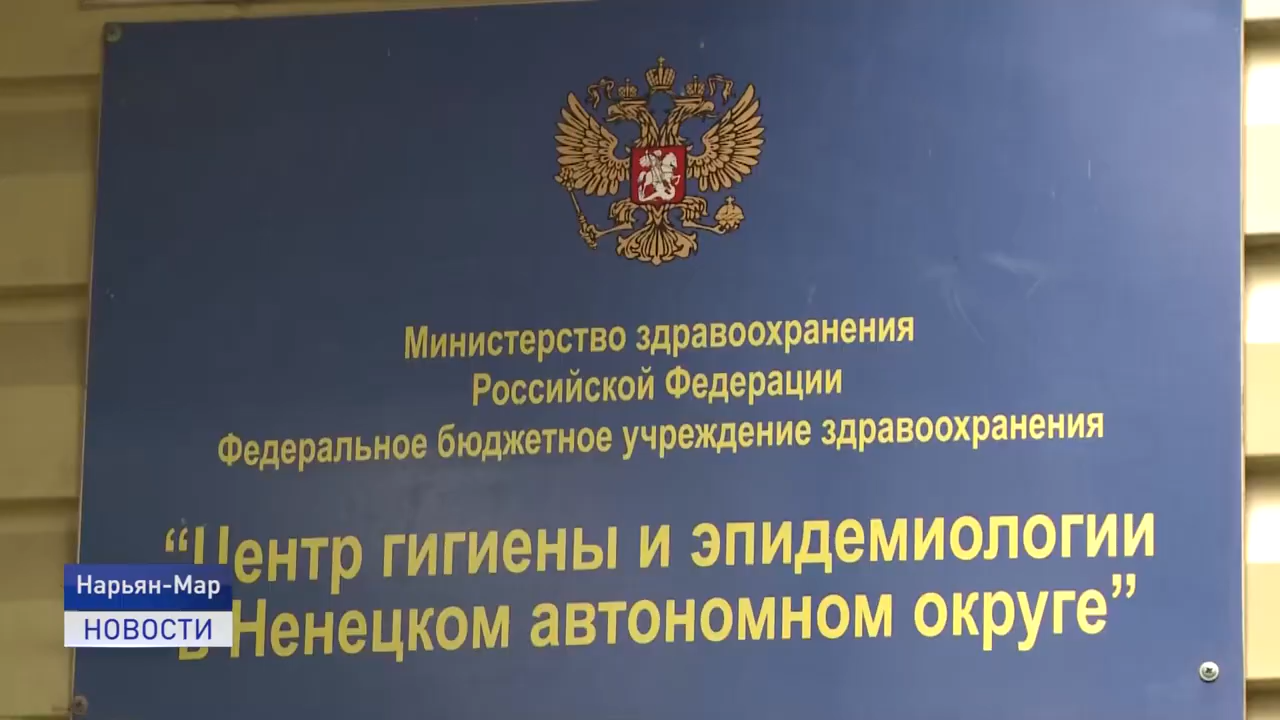 Министерство здравоохранения
Российской Федерации
Федеральное бюджетное учреждение здравоохранения
“Центр гигиены и эпидемиологии
в Ненецком автономном округе”
Нарьян-Мар
НОВОСТИ